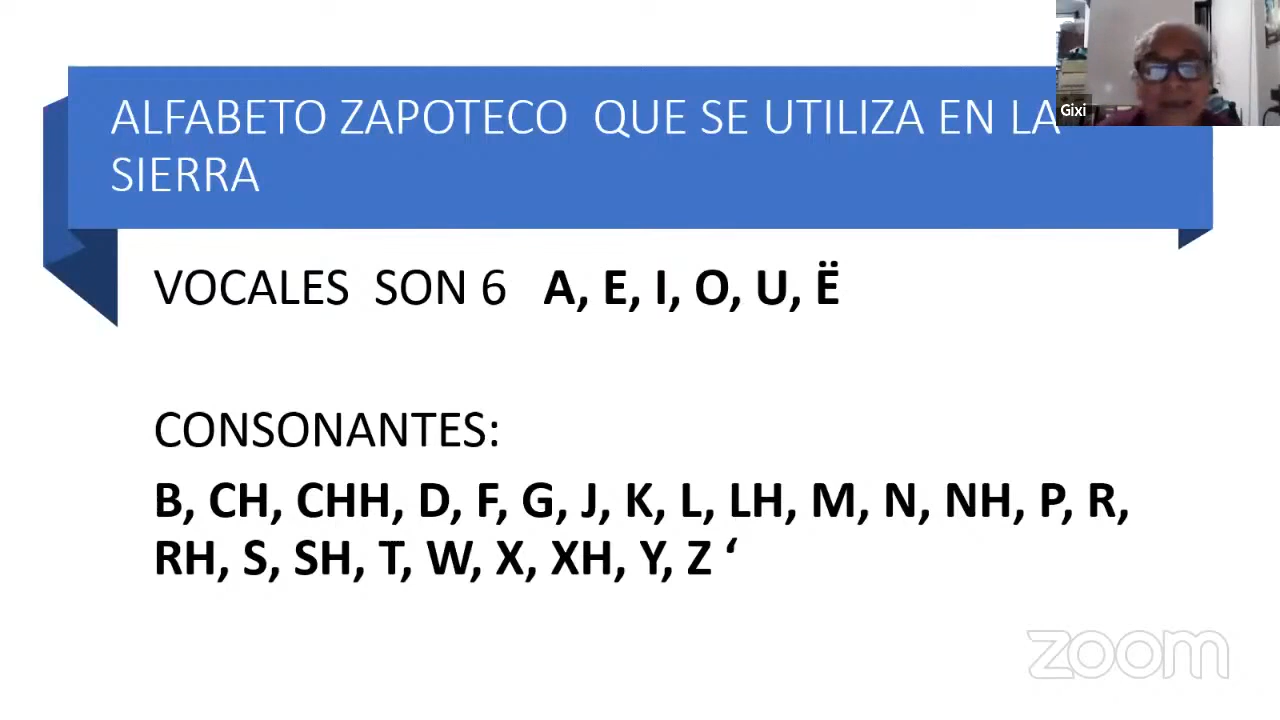 ALFABETO ZAPOTECO QUE SE UTILIZA EN LA
SIERRA
Gixi
VOCALES SON 6 A, E, I, O, U, Ë
CONSONANTES:
B, CH, CHH, D, F, G, J, K, L, LH, M, N, NH, P, R,
RH, S, SH, T, W, X, XH, Y, Z ‘
zoom